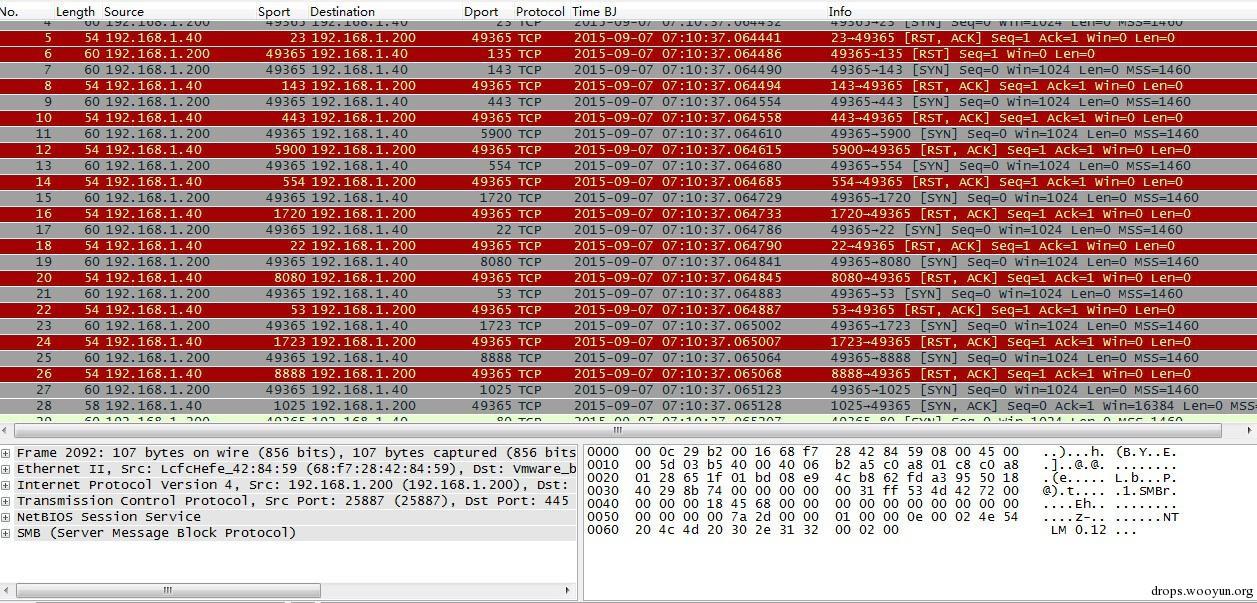 No. Length Source Sport Destination Dport Protocol Time BJ Info
4 60 192.168.1.200 49365 192.168.1.40 23 TCP 2015-09-07 07:10:37.064432 49365→23 [SYN] Seq=0 Win=1024 Len=0 MSS=1460
5 54 192.168.1.40 23 192.168.1.200 49365 TCP 2015-09-07 07:10:37.064441 23→49365 [RST, ACK] Seq=1 Ack=1 Win=0 Len=0
6 60 192.168.1.200 49365 192.168.1.40 135 TCP 2015-09-07 07:10:37.064486 49365→135 [RST] Seq=1 Win=0 Len=0
7 60 192.168.1.200 49365 192.168.1.40 143 TCP 2015-09-07 07:10:37.064490 49365→143 [SYN] Seq=0 Win=1024 Len=0 MSS=1460
8 54 192.168.1.40 143 192.168.1.200 49365 TCP 2015-09-07 07:10:37.064494 143→49365 [RST, ACK] Seq=1 Ack=1 Win=0 Len=0
9 60 192.168.1.200 49365 192.168.1.40 443 TCP 2015-09-07 07:10:37.064554 49365→443 [SYN] Seq=0 Win=1024 Len=0 MSS=1460
10 54 192.168.1.40 443 192.168.1.200 49365 TCP 2015-09-07 07:10:37.064558 443→49365 [RST, ACK] Seq=1 Ack=1 Win=0 Len=0
11 60 192.168.1.200 49365 192.168.1.40 5900 TCP 2015-09-07 07:10:37.064610 49365→5900 [SYN] Seq=0 Win=1024 Len=0 MSS=1460
12 54 192.168.1.40 5900 192.168.1.200 49365 TCP 2015-09-07 07:10:37.064615 5900→49365 [RST, ACK] Seq=1 Ack=1 Win=0 Len=0
13 60 192.168.1.200 49365 192.168.1.40 554 TCP 2015-09-07 07:10:37.064680 49365→554 [SYN] Seq=0 Win=1024 Len=0 MSS=1460
14 54 192.168.1.40 554 192.168.1.200 49365 TCP 2015-09-07 07:10:37.064685 554→49365 [RST, ACK] Seq=1 Ack=1 Win=0 Len=0
15 60 192.168.1.200 49365 192.168.1.40 1720 TCP 2015-09-07 07:10:37.064729 49365→1720 [SYN] Seq=0 Win=1024 Len=0 MSS=1460
16 54 192.168.1.40 1720 192.168.1.200 49365 TCP 2015-09-07 07:10:37.064733 1720→49365 [RST, ACK] Seq=1 Ack=1 Win=0 Len=0
17 60 192.168.1.200 49365 192.168.1.40 22 TCP 2015-09-07 07:10:37.064786 49365→22 [SYN] Seq=0 Win=1024 Len=0 MSS=1460
18 54 192.168.1.40 22 192.168.1.200 49365 TCP 2015-09-07 07:10:37.064790 22→49365 [RST, ACK] Seq=1 Ack=1 Win=0 Len=0
19 60 192.168.1.200 49365 192.168.1.40 8080 TCP 2015-09-07 07:10:37.064841 49365→8080 [SYN] Seq=0 Win=1024 Len=0 MSS=1460
20 54 192.168.1.40 8080 192.168.1.200 49365 TCP 2015-09-07 07:10:37.064845 8080→49365 [RST, ACK] Seq=1 Ack=1 Win=0 Len=0
21 60 192.168.1.200 49365 192.168.1.40 53 TCP 2015-09-07 07:10:37.064883 49365→53 [SYN] Seq=0 Win=1024 Len=0 MSS=1460
22 54 192.168.1.40 53 192.168.1.200 49365 TCP 2015-09-07 07:10:37.064887 53→49365 [RST, ACK] Seq=1 Ack=1 Win=0 Len=0
23 60 192.168.1.200 49365 192.168.1.40 1723 TCP 2015-09-07 07:10:37.065002 49365→1723 [SYN] Seq=0 Win=1024 Len=0 MSS=1460
24 54 192.168.1.40 1723 192.168.1.200 49365 TCP 2015-09-07 07:10:37.065007 1723→49365 [RST, ACK] Seq=1 Ack=1 Win=0 Len=0
25 60 192.168.1.200 49365 192.168.1.40 8888 TCP 2015-09-07 07:10:37.065064 49365→8888 [SYN] Seq=0 Win=1024 Len=0 MSS=1460
26 54 192.168.1.40 8888 192.168.1.200 49365 TCP 2015-09-07 07:10:37.065068 8888→49365 [RST, ACK] Seq=1 Ack=1 Win=0 Len=0
27 60 192.168.1.200 49365 192.168.1.40 1025 TCP 2015-09-07 07:10:37.065123 49365→1025 [SYN] Seq=0 Win=1024 Len=0 MSS=1460
28 58 192.168.1.40 1025 192.168.1.200 49365 TCP 2015-09-07 07:10:37.065128 1025→49365 [SYN, ACK] Seq=0 Ack=1 Win=16384 Len=0 MSS=
Frame 2092: 107 bytes on wire (856 bits), 107 bytes captured (856 bits
Ethernet II, Src: LcfcHefe_42:84:59 (68:f7:28:42:84:59), Dst: Vmware_b
Internet Protocol Version 4, Src: 192.168.1.200 (192.168.1.200), Dst:
Transmission Control Protocol, Src Port: 25887 (25887), Dst Port: 445
NetBIOS Session Service
SMB (Server Message Block Protocol)
0000 00 0c 29 b2 00 16 68 f7 28 42 84 59 08 00 45 00 ..)...h. (B.Y..E.
0010 00 5d 03 b5 40 00 40 06 b2 a5 c0 a8 01 c8 c0 a8 .]..@.@. ........
0020 01 28 65 1f 01 bd 08 e9 4c b8 62 fd a3 95 50 18 .(e..... L.b...P.
0030 40 29 8b 74 00 00 00 00 00 31 ff 53 4d 42 72 00 @).t.... .1.SMBr.
0040 00 00 00 18 45 68 00 00 00 00 00 00 00 00 00 00 ....Eh.. ........
0050 00 00 00 00 7a 2d 00 00 01 00 00 0e 00 02 4e 54 ....z-.. ......NT
0060 20 4c 4d 20 30 2e 31 32 00 02 00 LM 0.12 ...
drops.wooyun.org